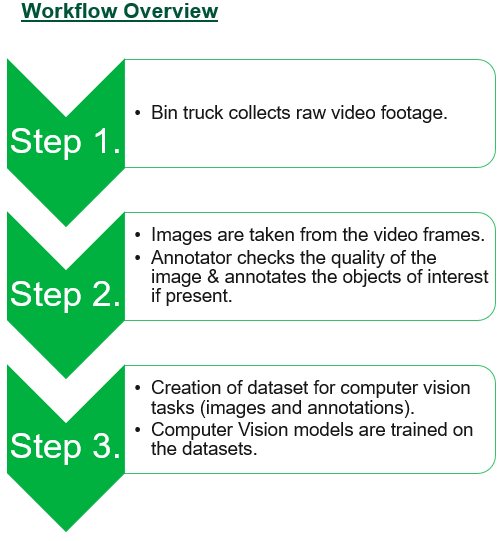 Workflow Overview
Step 1.
• Bin truck collects raw video footage.
Step 2.
• Images are taken from the video frames.
• Annotator checks the quality of the
image & annotates the objects of interest
if present.
Step 3.
• Creation of dataset for computer vision
tasks (images and annotations).
• Computer Vision models are trained on
the datasets.